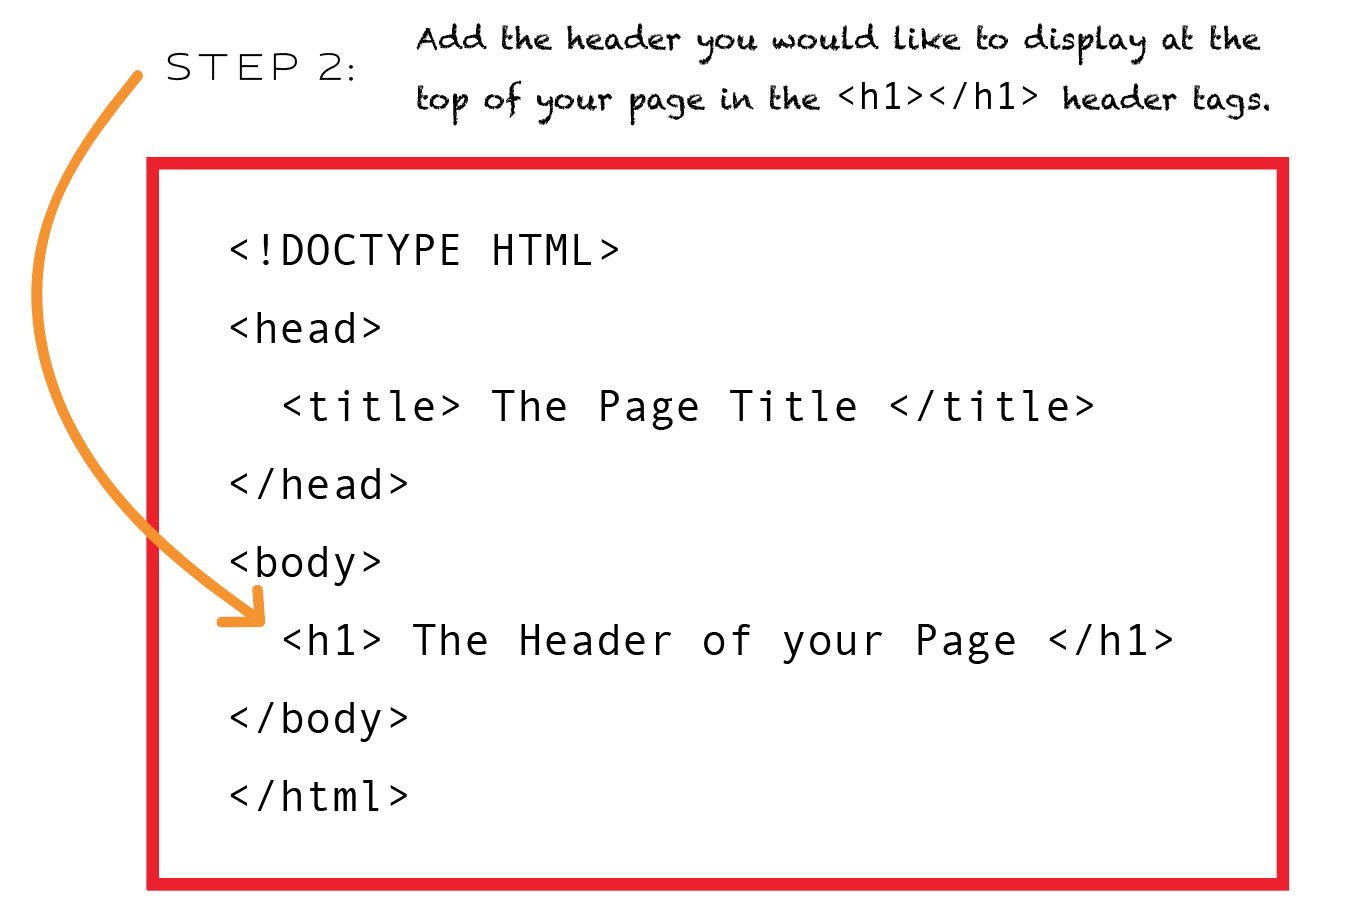 STEP 2:
Add the header you would like to display at the
top of your page in the <h1></h1> header tags.
<!DOCTYPE HTML>
<head>
<title> The Page Title </title>
</head>
<body>
<h1> The Header of your Page </h1>
</body>
</html>